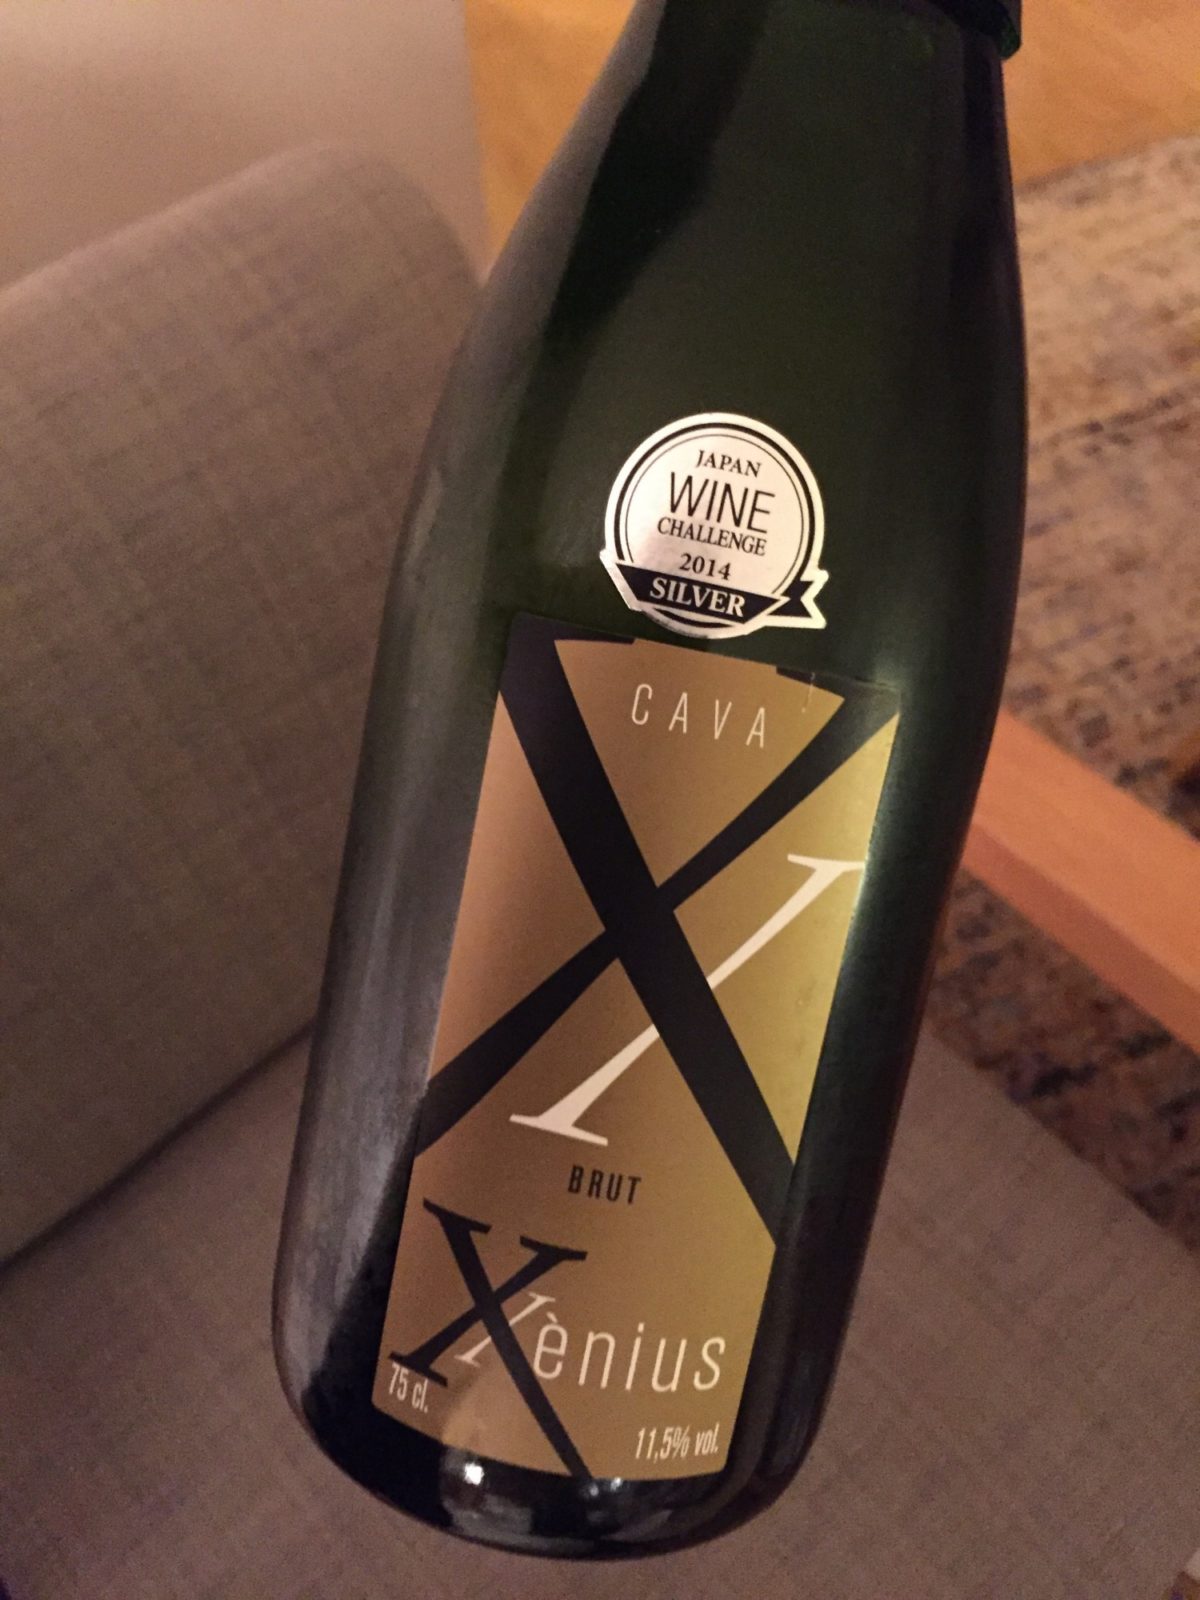 JAPAN
WINE
CHALLENGE
2014
SILVER
CAVA
X
BRUT
Xènius
75 cl.
11,5% vol.